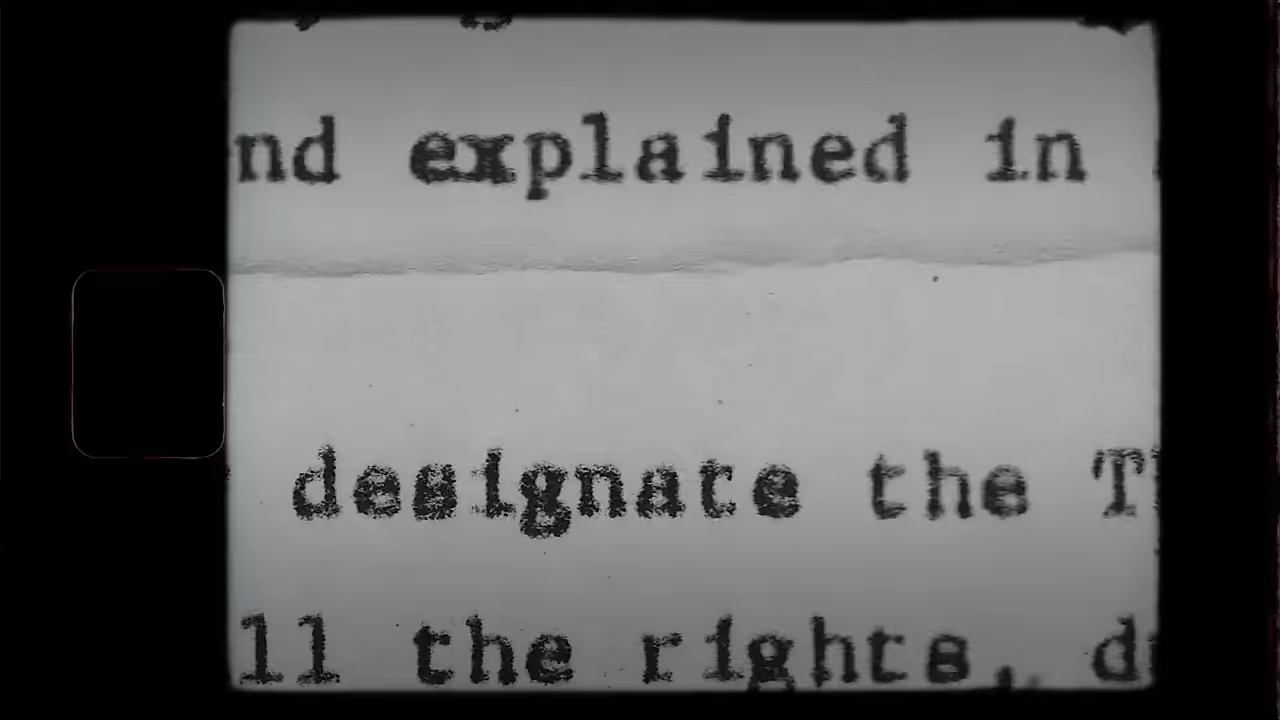 nd explained in
designate the T
ll the rights, d